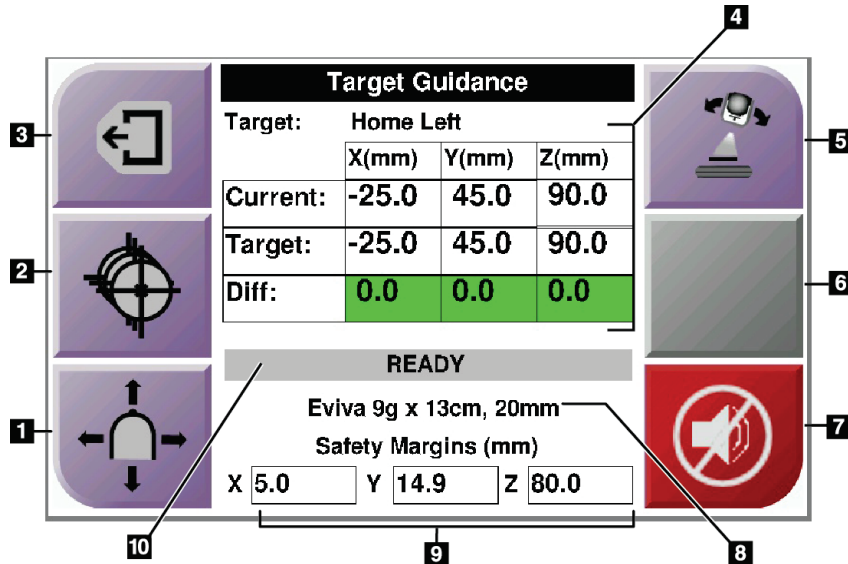 4
Target Guidance
3
Target: Home Left
5
X(mm) Y(mm) Z(mm)
Current: -25.0 45.0 90.0
Target: -25.0 45.0 90.0
2
6
Diff: 0.0 0.0 0.0
READY
Eviva 9g x 13cm, 20mm
1
7
Safety Margins (mm)
X 5.0 Y 14.9 Z 80.0
10
9
8